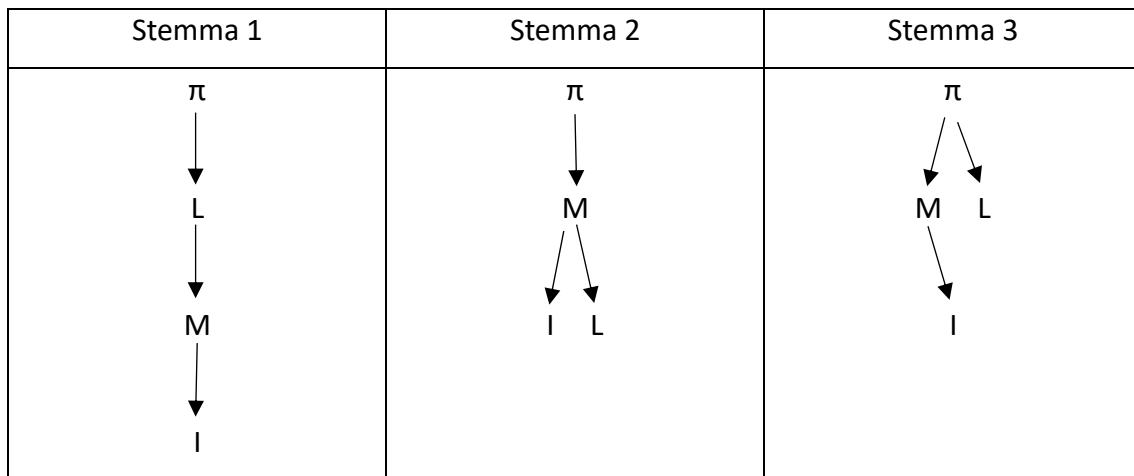 Stemma 1 Stemma 2 Stemma 3
π π π
L M M L
M I L I
I